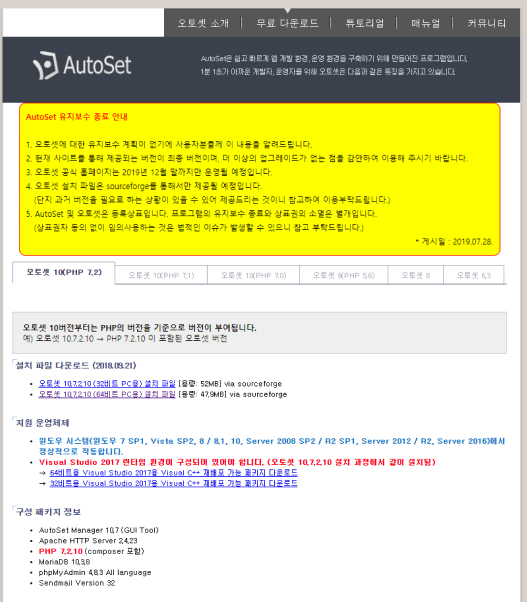 오토셋 소개 | 무료 다운로드 | 튜토리얼 | 매뉴얼 | 커뮤니티
AutoSet
AutoSet은 쉽고 빠르게 웹 개발 환경, 운영 환경을 구축하기 위해 만들어진 프로그램입니다.
1분 1초가 아까운 개발자, 운영자를 위해 오토셋은 다음과 같은 특징을 가지고 있습니다.
AutoSet 유지보수 종료 안내
1. 오토셋에 대한 유지보수 계획이 없기에 사용자분들께 이 내용을 알려드립니다.
2. 현재 사이트를 통해 제공되는 버전이 최종 버전이며, 더 이상의 업그레이드가 없는 점을 감안하여 이용해 주시기 바랍니다.
3. 오토셋 공식 홈페이지는 2019년 12월 말까지만 운영될 예정입니다.
4. 오토셋 설치 파일은 sourceforge를 통해서만 제공될 예정입니다.
(단지 과거 버전을 필요로 하는 상황이 있을 수 있어 제공드리는 것이니 참고하여 이용부탁드립니다.)
5. AutoSet 및 오토셋은 등록상표입니다. 프로그램의 유지보수 종료와 상표권의 소멸은 별개입니다.
(상표권자 동의 없이 임의사용하는 것은 법적인 이슈가 발생할 수 있으니 참고 부탁드립니다.)
* 게시일 : 2019.07.28.
오토셋 10(PHP 7.2) 오토셋 10(PHP 7.1) 오토셋 10(PHP 7.0) 오토셋 9(PHP 5.6) 오토셋 8 오토셋 6.3
오토셋 10버전부터는 PHP의 버전을 기준으로 버전이 부여됩니다.
예) 오토셋 10.7.2.10 → PHP 7.2.10 이 포함된 오토셋 버전
설치 파일 다운로드 (2018.09.21)
• 오토셋 10.7.2.10 (32비트 PC용) 설치 파일 [용량: 52MB] via sourceforge
• 오토셋 10.7.2.10 (64비트 PC용) 설치 파일 [용량: 47.9MB] via sourceforge
지원 운영체제
• 윈도우 시스템(윈도우 7 SP1, Vista SP2, 8 / 8.1, 10, Server 2008 SP2 / R2 SP1, Server 2012 / R2, Server 2016)에서
정상적으로 작동합니다.
• Visual Studio 2017 런타임 환경이 구성되어 있어야 합니다. (오토셋 10.7.2.10 설치 과정에서 같이 설치됨)
→ 64비트용 Visual Studio 2017용 Visual C++ 재배포 가능 패키지 다운로드
→ 32비트용 Visual Studio 2017용 Visual C++ 재배포 가능 패키지 다운로드
구성 패키지 정보
• AutoSet Manager 10.7 (GUI Tool)
• Apache HTTP Server 2.4.23
• PHP 7.2.10 (composer 포함)
• MariaDB 10.3.8
• phpMyAdmin 4.8.3 All language
• Sendmail Version 32